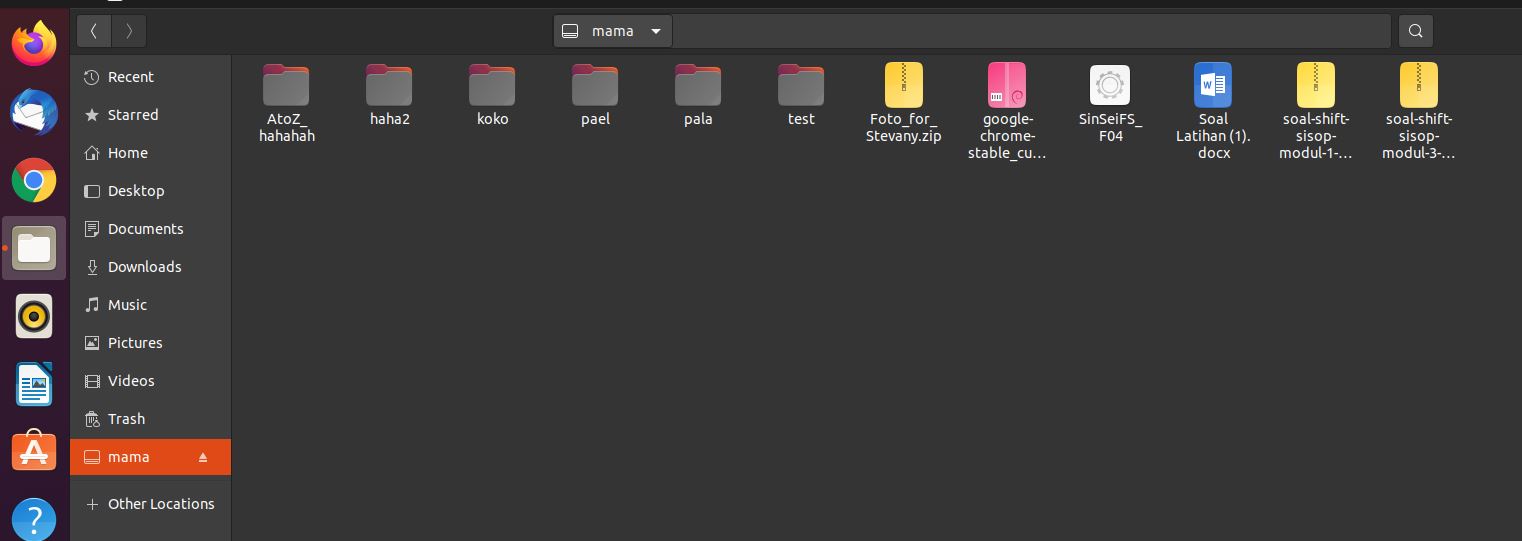 mama
Recent
Starred
Home
Desktop
Documents
Downloads
Music
Pictures
Videos
Trash
mama
Other Locations
AtoZ_
hahahah
haha2
koko
pael
pala
test
Foto_for_
Stevany.zip
google-
chrome-
stable_cu...
SinSeiFS_
F04
Soal
Latihan (1).
docx
soal-shift-
sisop-
modul-1-...
soal-shift-
sisop-
modul-3-...